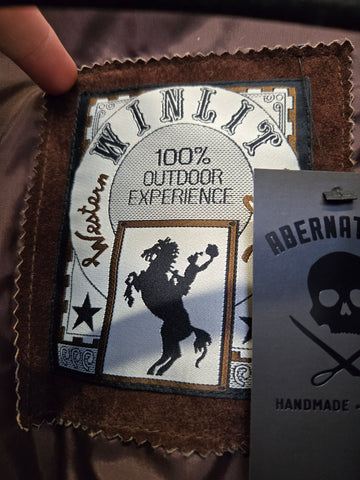 WINLIT
Western
100%
OUTDOOR
EXPERIENCE
ABERNAT
HANDMADE